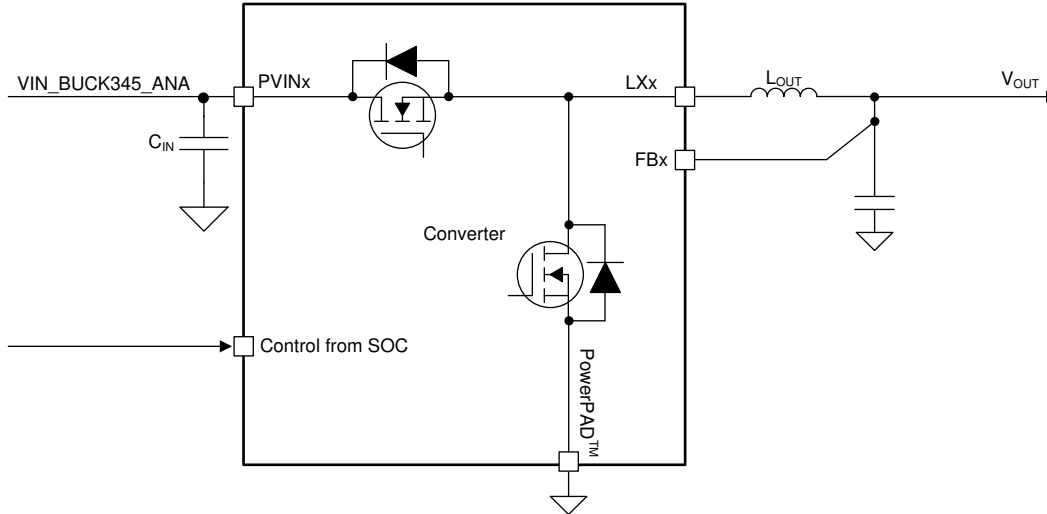 VIN_BUCK345_ANA
PVINx
LXx
LOUT
VOUT
CIN
FBx
Converter
Control from SOC
PowerPAD™